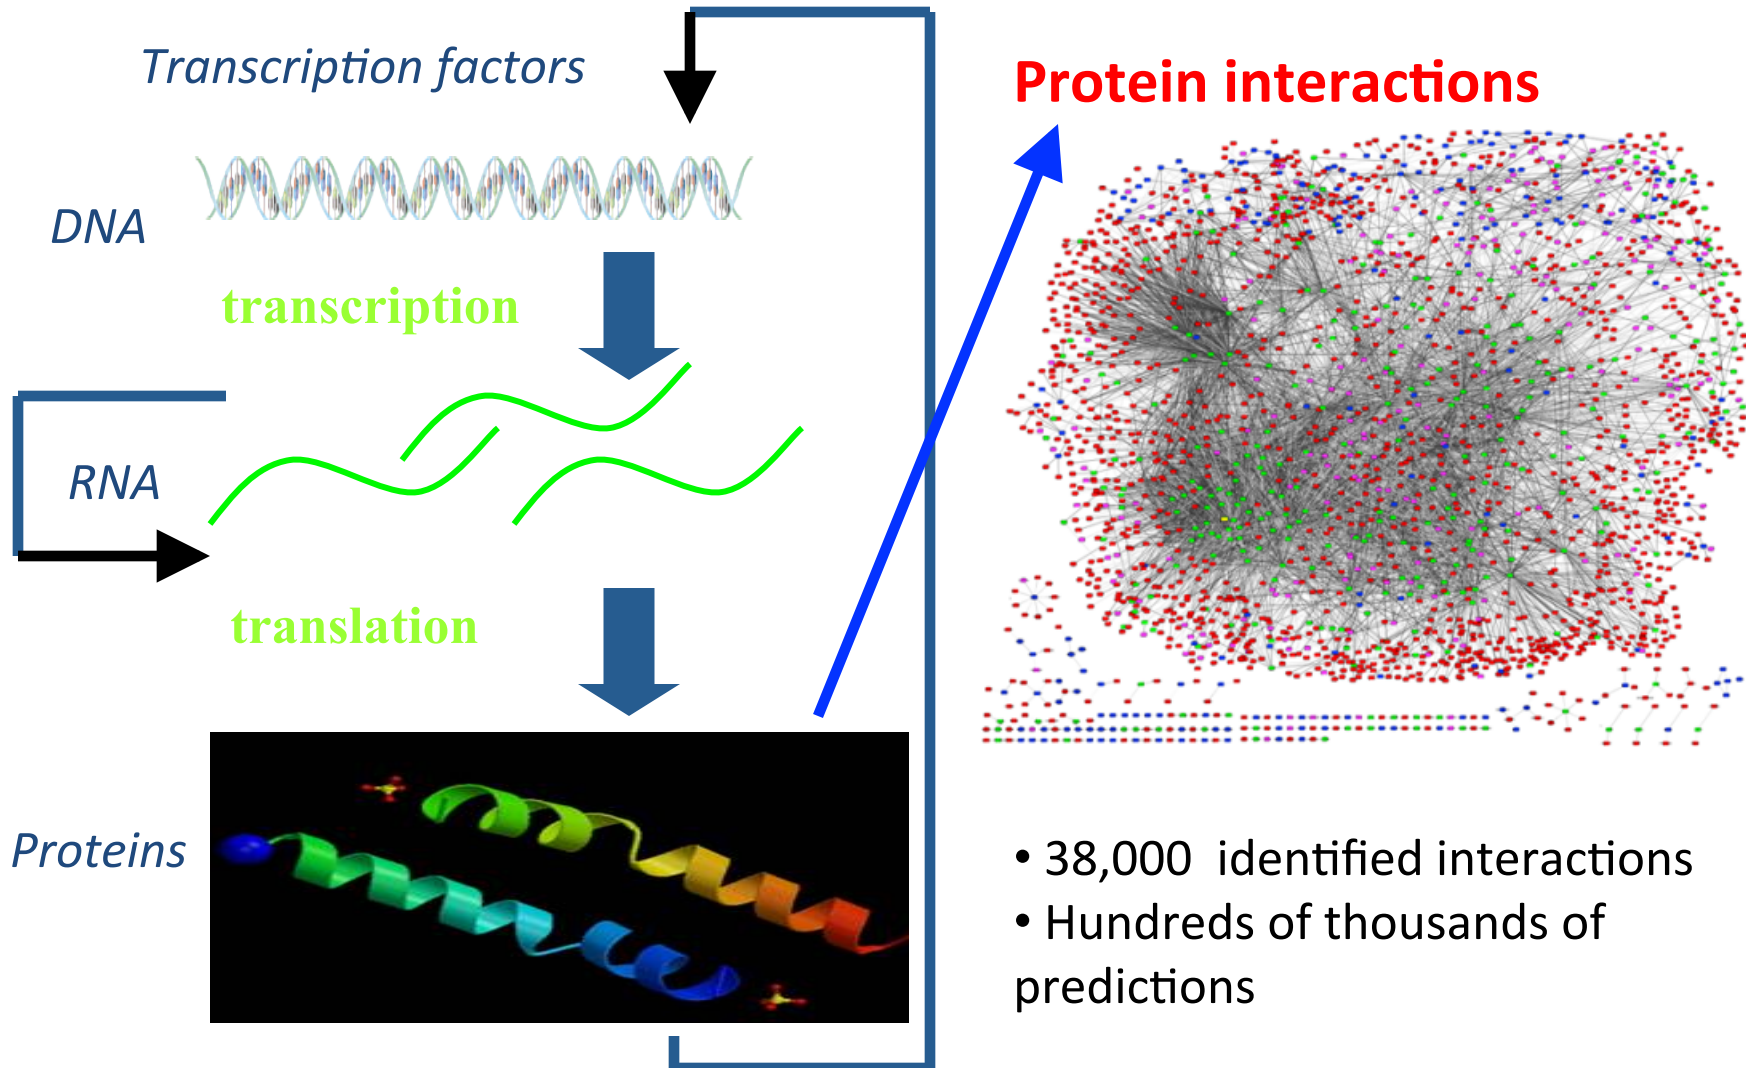 Transcription factors
DNA
transcription
RNA
translation
Proteins
Protein interactions
• 38,000  identified interactions
• Hundreds of thousands of
predictions